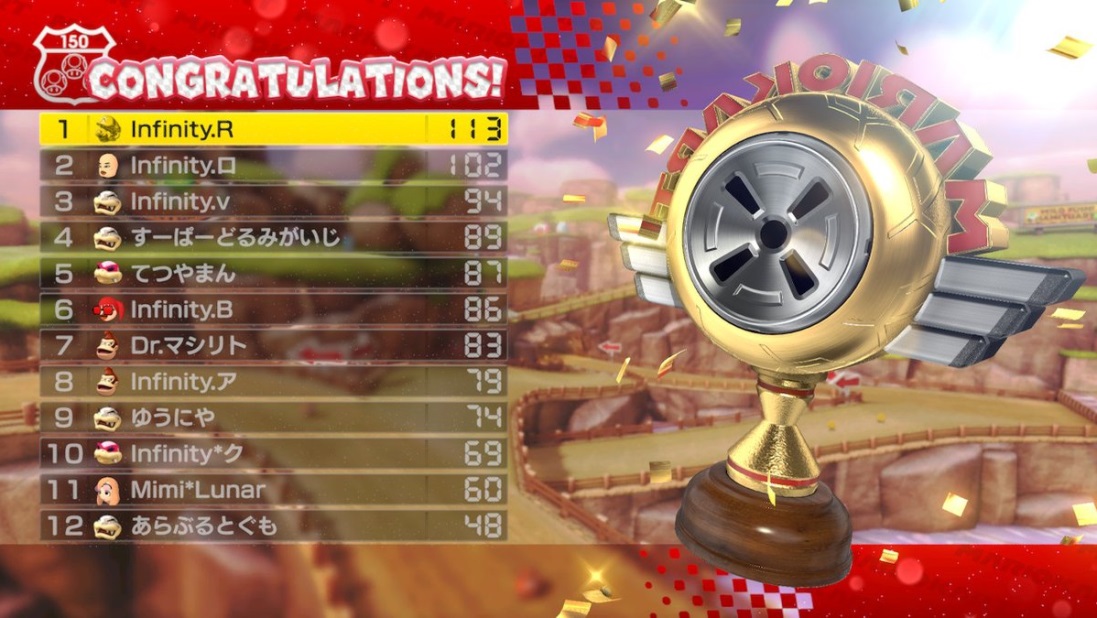 150
CONGRATULATIONS!
1 Infinity.R 113
2 Infinity.ロ 102
3 Infinity.v 94
4 すーぱーどるみがいじ 89
5 てつやまん 87
6 Infinity.B 86
7 Dr.マシリト 83
8 Infinity.ア 79
9 ゆうにや 74
10 Infinity*ク 69
11 Mimi*Lunar 60
12 あらぶるとぐも 48
MARIOKART